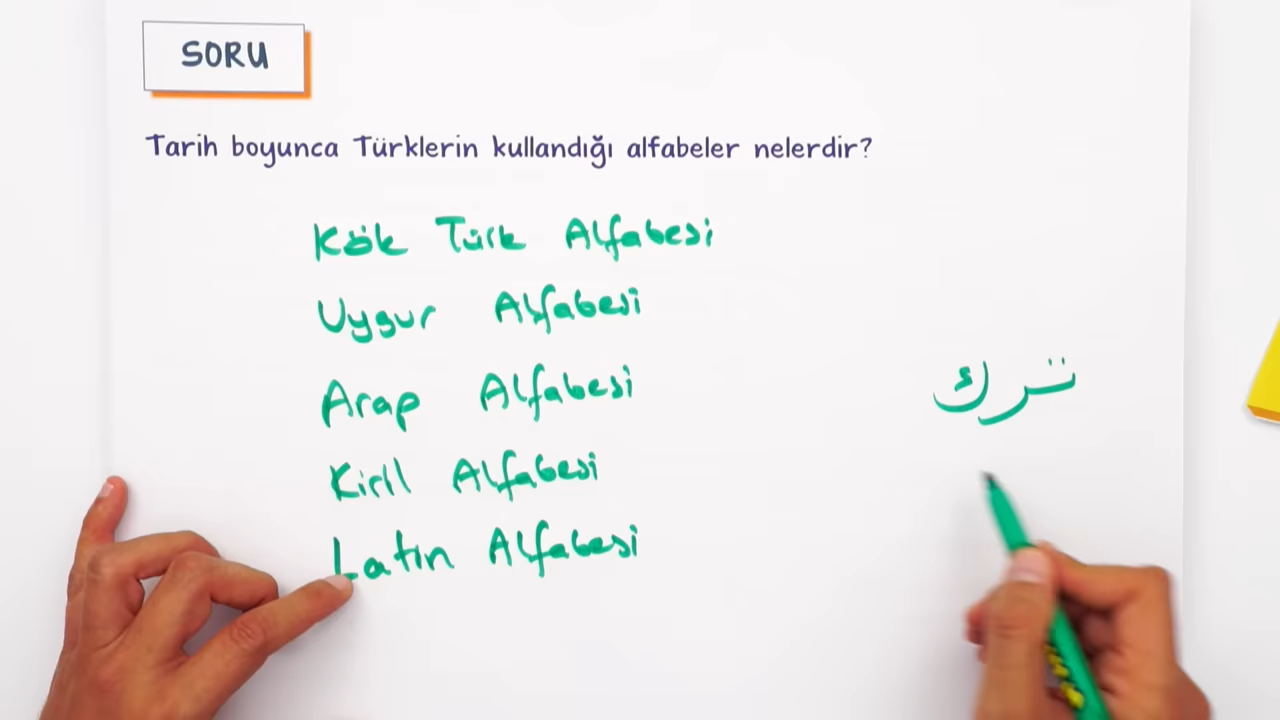 SORU
Tarih boyunca Türklerin kullandığı alfabeler nelerdir?
Kök Türk Alfabesi
Uygur Alfabesi
Arap Alfabesi
ترك
Kiril Alfabesi
Latin Alfabesi